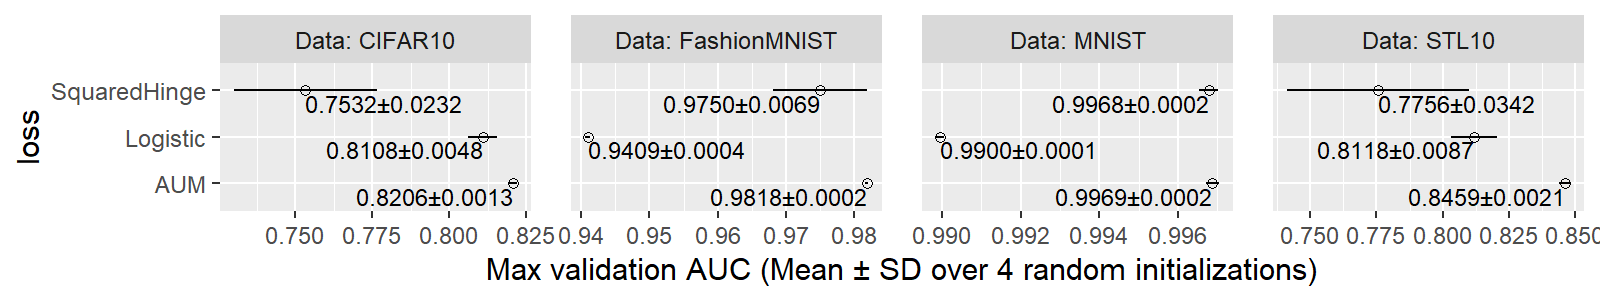 Data: CIFAR10
Data: FashionMNIST
Data: MNIST
Data: STL10
loss
SquaredHinge
Logistic
AUM
0.7532±0.0232
0.8108±0.0048
0.8206±0.0013
0.9750±0.0069
0.9409±0.0004
0.9818±0.0002
0.9968±0.0002
0.9900±0.0001
0.9969±0.0002
0.7756±0.0342
0.8118±0.0087
0.8459±0.0021
0.750 0.775 0.800 0.825
0.94 0.95 0.96 0.97 0.98
0.990 0.992 0.994 0.996
0.750 0.775 0.800 0.825 0.850
Max validation AUC (Mean ± SD over 4 random initializations)